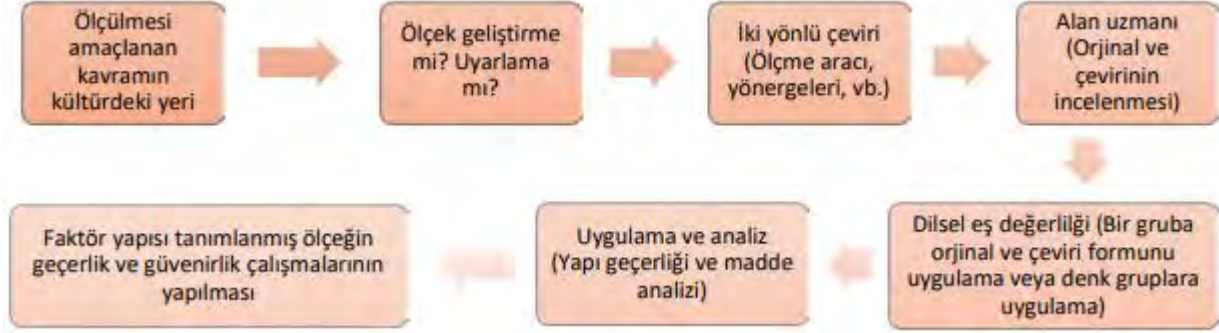 Ölçülmesi
amaçlanan
kavramın
kültürdeki yeri
Ölçek geliştirme
mi? Uyarlama
mı?
İki yönlü çeviri
(Ölçme aracı,
yönergeleri, vb.)
Alan uzmanı
(Orjinal ve
çevirinin
incelenmesi)
Dilsel eş değerlilği (Bir gruba
orjinal ve çeviri formunu
uygulama veya denk gruplara
uygulama)
Uygulama ve analiz
(Yapı geçerliği ve madde
analizi)
Faktör yapısı tanımlanmış ölçeğin
geçerlik ve güvenirlik çalışmalarının
yapılması